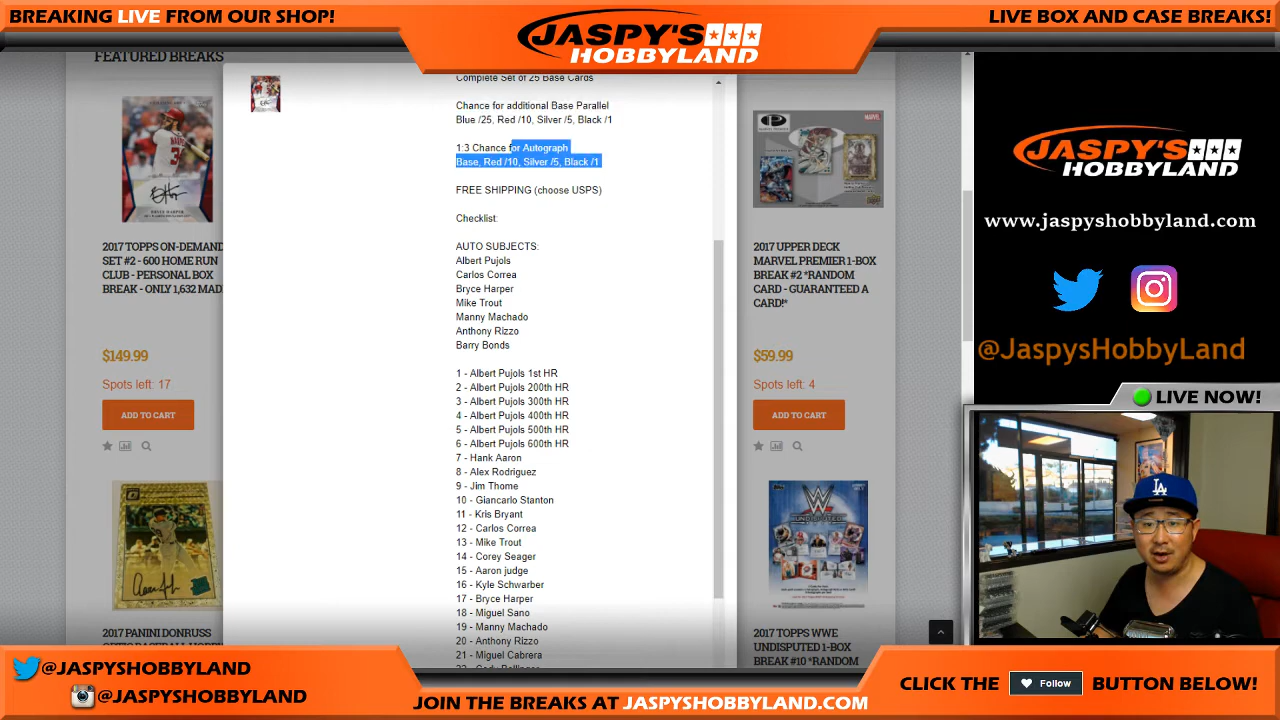 BREAKING LIVE FROM OUR SHOP!
JASPY'S
HOBBYLAND
LIVE BOX AND CASE BREAKS!
FEATURED BREAKS
2017 TOPPS ON-DEMAND
SET #2 - 600 HOME RUN
CLUB - PERSONAL BOX
BREAK - ONLY 1,632 MAD
$149.99
Spots left: 17
ADD TO CART
2017 PANINI DONRUSS
Complete Set of 25 Base Cards
Chance for additional Base Parallel
Blue /25, Red /10, Silver /5, Black /1
1:3 Chance for Autograph
Base, Red /10, Silver /5, Black /1
FREE SHIPPING (choose USPS)
Checklist:
AUTO SUBJECTS:
Albert Pujols
Carlos Correa
Bryce Harper
Mike Trout
Manny Machado
Anthony Rizzo
Barry Bonds
1 - Albert Pujols 1st HR
2 - Albert Pujols 200th HR
3 - Albert Pujols 300th HR
4 - Albert Pujols 400th HR
5 - Albert Pujols 500th HR
6 - Albert Pujols 600th HR
7 - Hank Aaron
8 - Alex Rodriguez
9 - Jim Thome
10 - Giancarlo Stanton
11 - Kris Bryant
12 - Carlos Correa
13 - Mike Trout
14 - Corey Seager
15 - Aaron judge
16 - Kyle Schwarber
17 - Bryce Harper
18 - Miguel Sano
19 - Manny Machado
20 - Anthony Rizzo
21 - Miguel Cabrera
MARVEL
2017 UPPER DECK
MARVEL PREMIER 1-BOX
BREAK #2 *RANDOM
CARD - GUARANTEED A
CARD!*
$59.99
Spots left: 4
ADD TO CART
2017 TOPPS WWE
UNDISPUTED 1-BOX
BREAK #10 *RANDOM
JASPY'S
HOBBYLAND
www.jaspyshobbyland.com
@JaspysHobbyLand
LIVE NOW!
LA
@JASPYSHOBBYLAND
@JASPYSHOBBYLAND
JOIN THE BREAKS AT JASPYSHOBBYLAND.COM
CLICK THE Follow BUTTON BELOW!